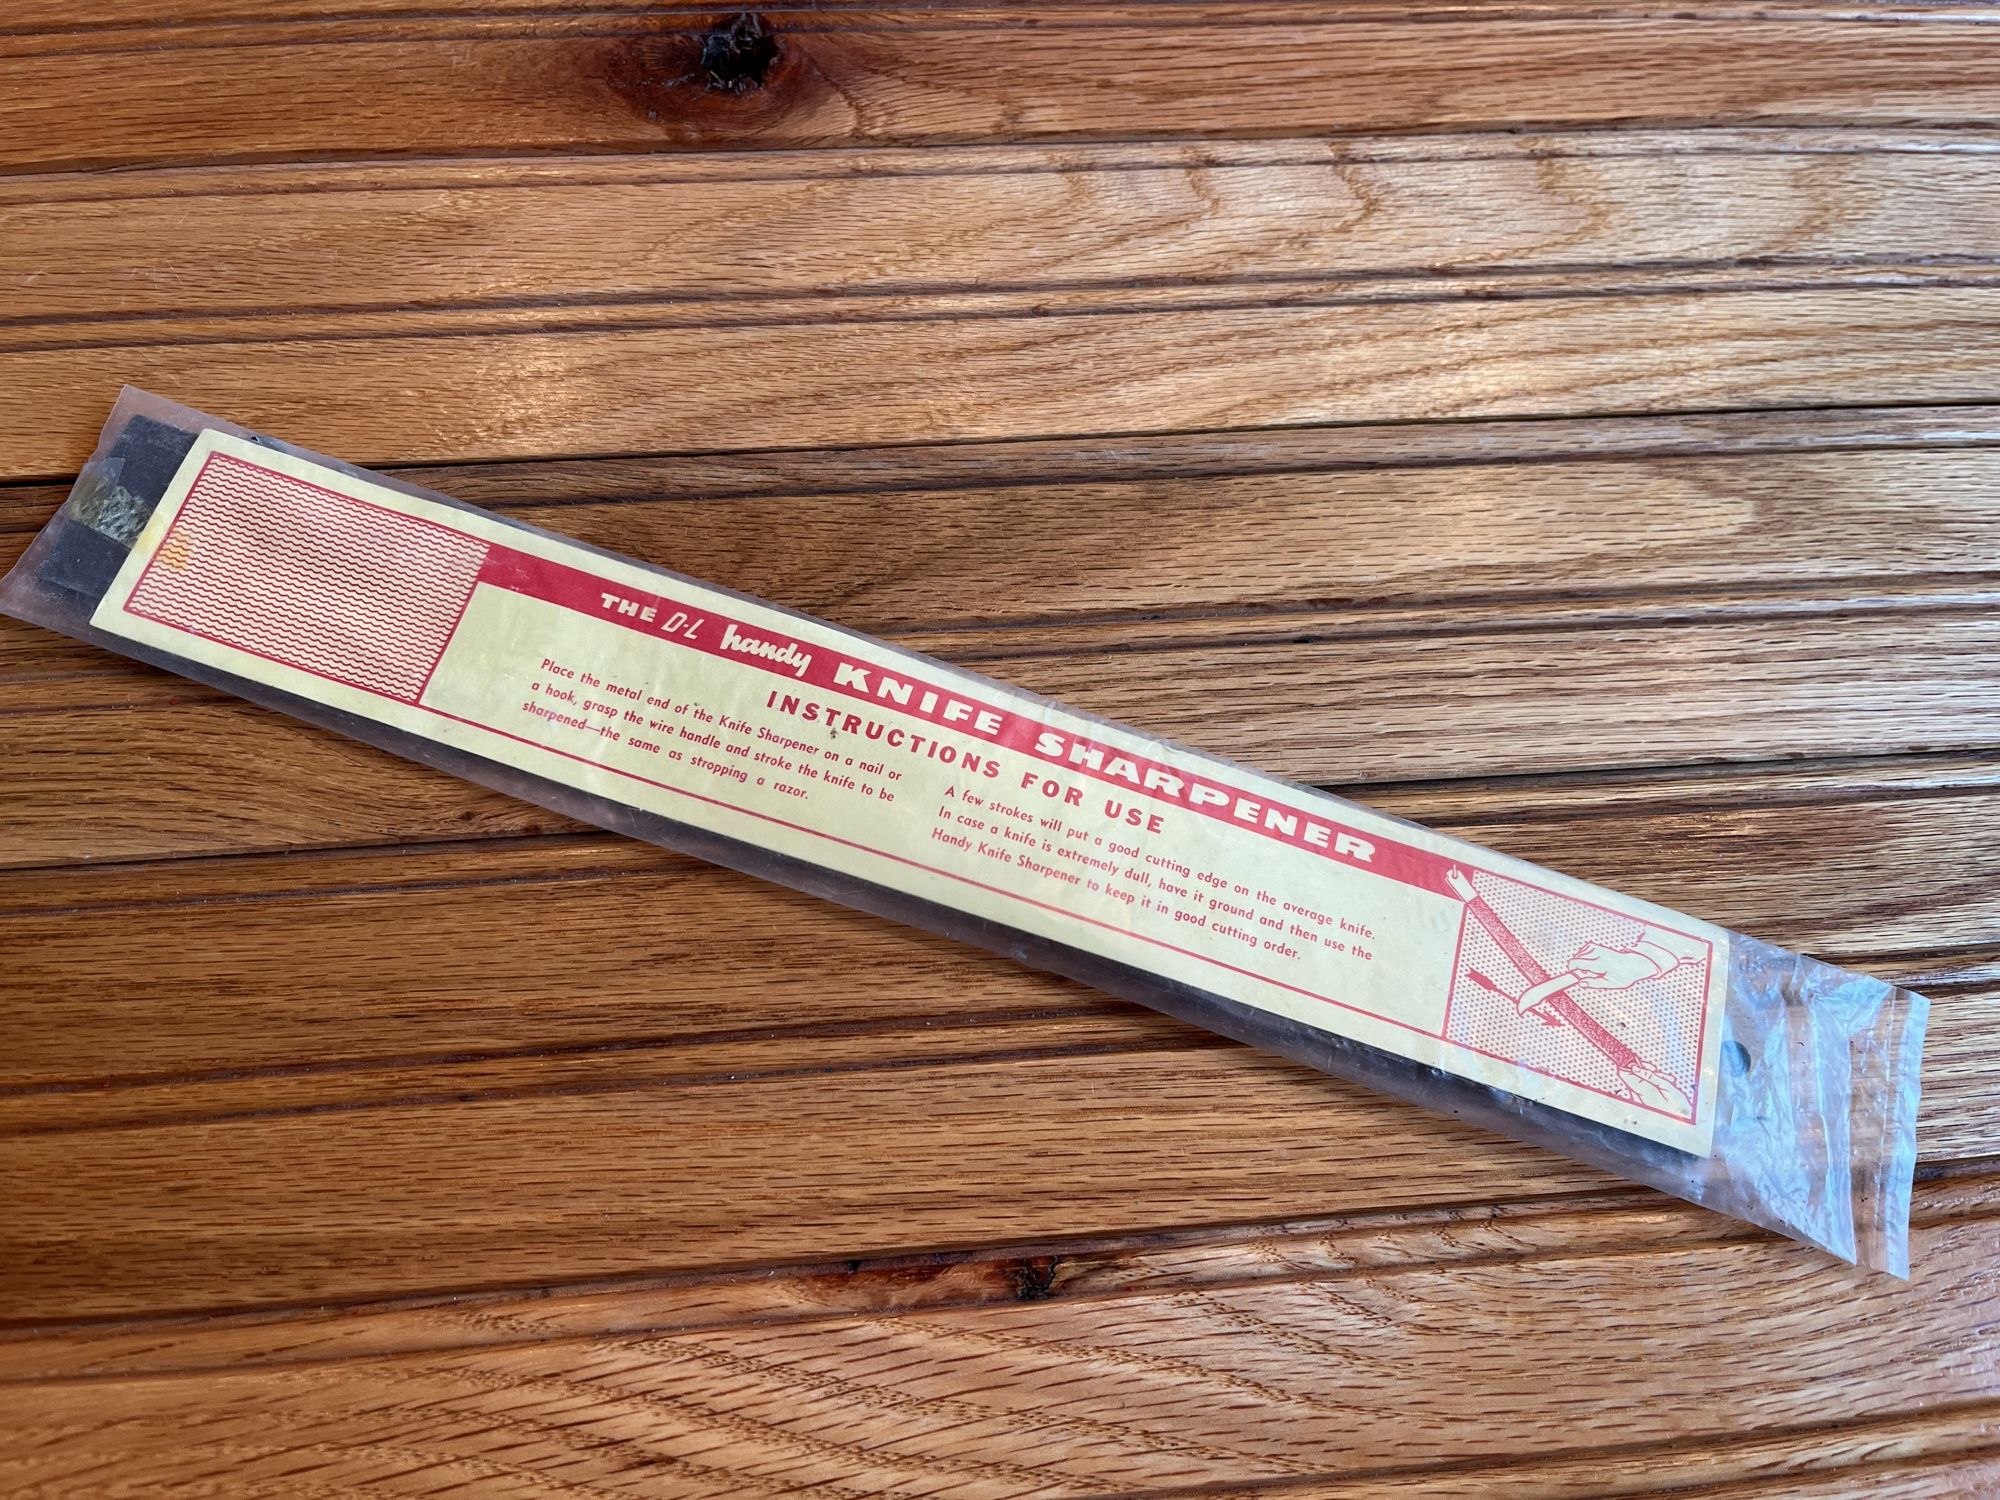 THE D-L handy KNIFE SHARPENER
INSTRUCTIONS FOR USE
Place the metal end of the Knife Sharpener on a nail or
a hook, grasp the wire handle and stroke the knife to be
sharpened—the same as stropping a razor.
A few strokes will put a good cutting edge on the average knife.
In case a knife is extremely dull, have it ground and then use the
Handy Knife Sharpener to keep it in good cutting order.